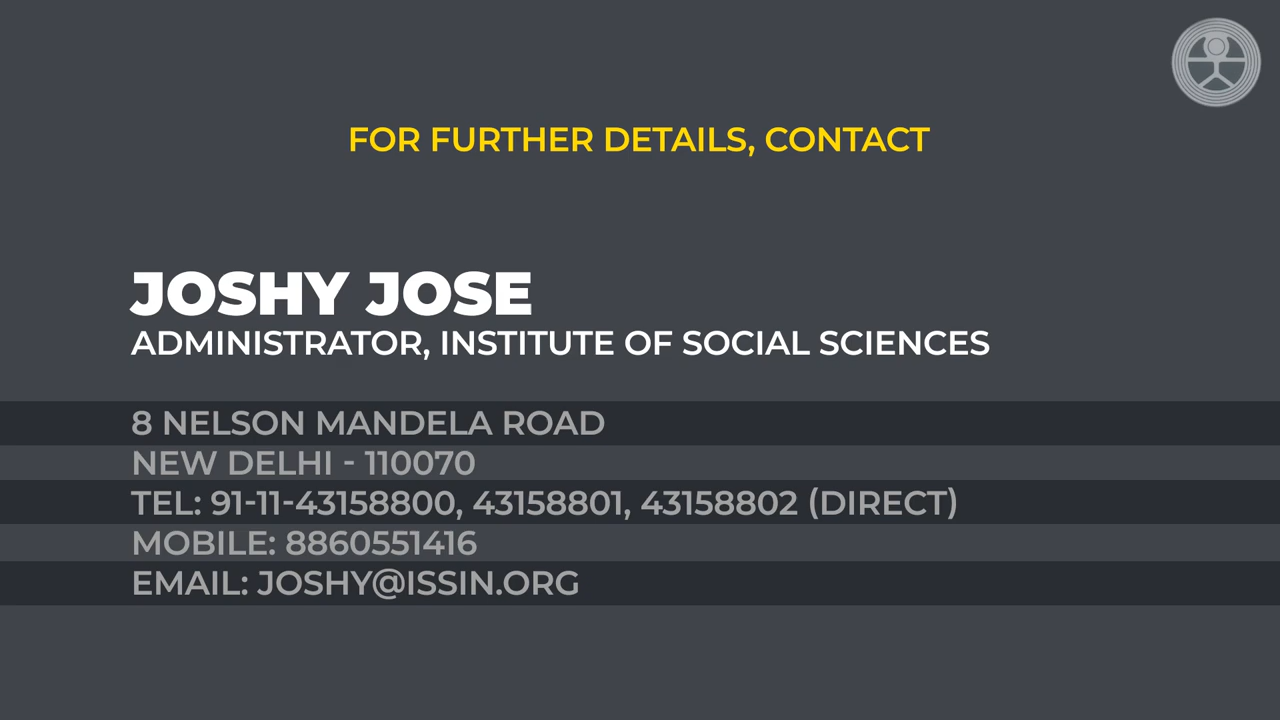 FOR FURTHER DETAILS, CONTACT
JOSHY JOSE
ADMINISTRATOR, INSTITUTE OF SOCIAL SCIENCES
8 NELSON MANDELA ROAD
NEW DELHI - 110070
TEL: 91-11-43158800, 43158801, 43158802 (DIRECT)
MOBILE: 8860551416
EMAIL: JOSHY@ISSIN.ORG